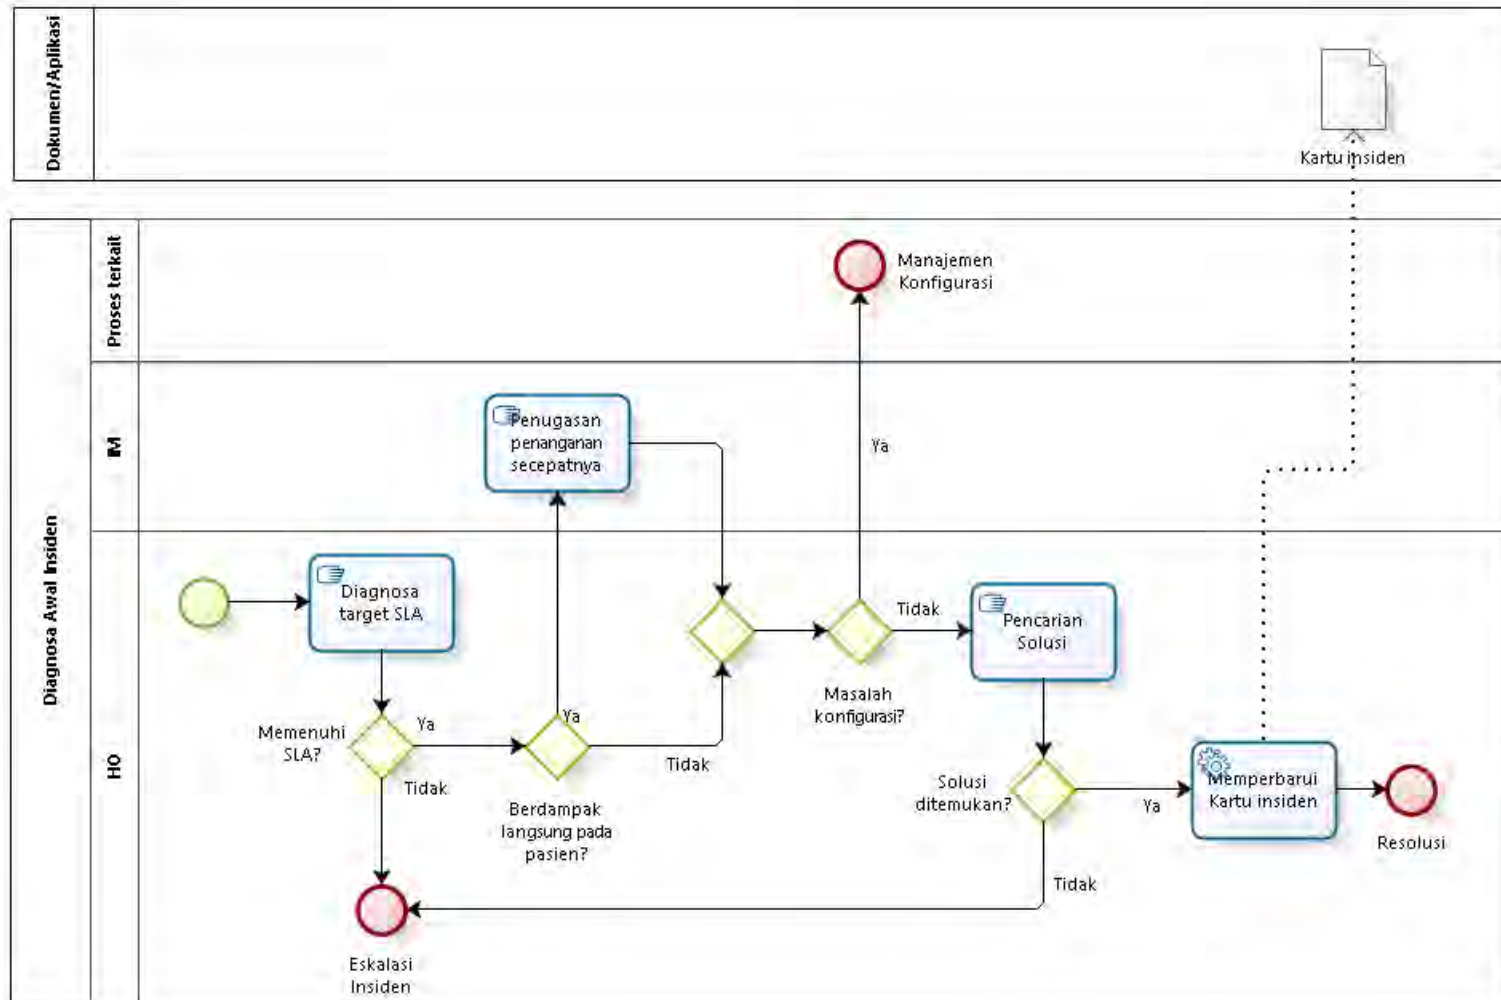 Dokumen/Aplikasi
Kartu insiden
Diagnosa Awal Insiden
Proses terkait
Manajemen
Konfigurasi
IM
Penugasan
penanganan
secepatnya
Ya
HO
Diagnosa
target SLA
Tidak
Pencarian
Solusi
Masalah
konfigurasi?
Memenuhi
SLA?
Ya
Ya
Tidak
Tidak
Berdampak
langsung pada
pasien?
Solusi
ditemukan?
Ya
Memperbarui
Kartu insiden
Resolusi
Tidak
Eskalasi
Insiden